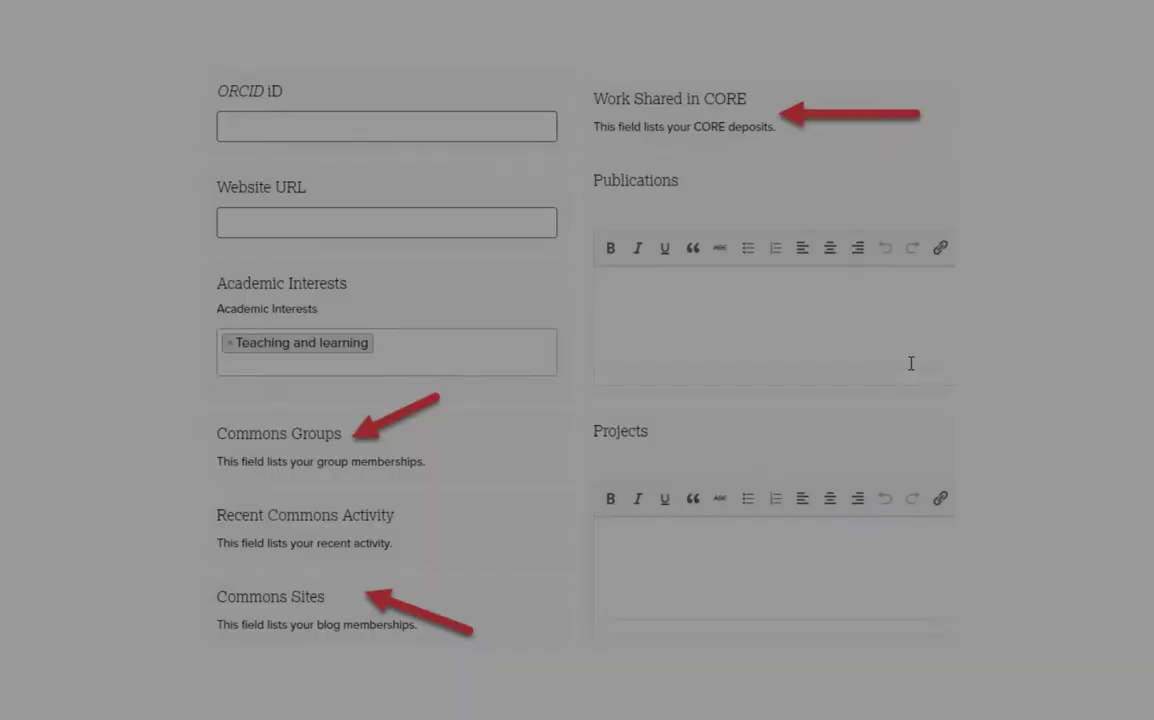 ORCID iD
Website URL
Academic Interests
Academic Interests
× Teaching and learning
Commons Groups
This field lists your group memberships.
Recent Commons Activity
This field lists your recent activity.
Commons Sites
This field lists your blog memberships.
Work Shared in CORE
This field lists your CORE deposits.
Publications
B I U “ ABC
Projects
B I U “ ABC